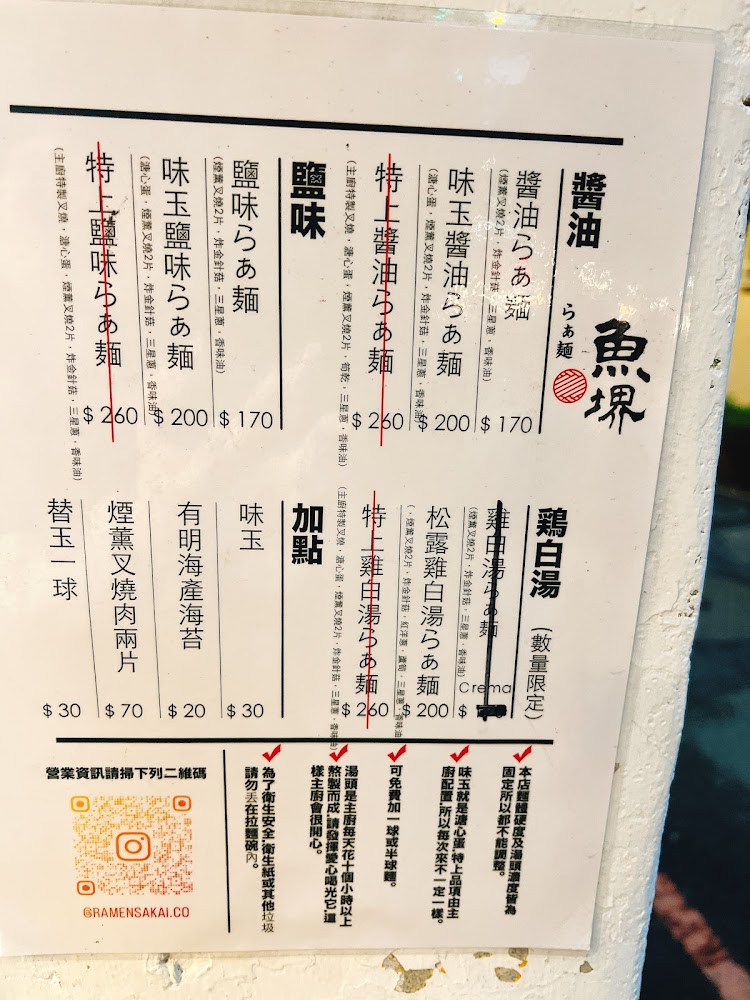 魚堺
らぁ麺
醬油
醬油らぁ麵
(煙薰叉燒2片，炸金針菇，三星蔥，香味油)
$ 170
味玉醬油らぁ麵
(溏心蛋，煙薰叉燒2片，炸金針菇，三星蔥，香味油)
$ 200
特上醬油らぁ麵
(主廚特製叉燒，溏心蛋，煙薰叉燒2片，筍乾，三星蔥，香味油)
$ 260
鹽味
鹽味らぁ麵
(煙薰叉燒2片，炸金針菇，三星蔥，香味油)
$ 170
味玉鹽味らぁ麵
(溏心蛋，煙薰叉燒2片，炸金針菇，三星蔥，香味油)
$ 200
特上鹽味らぁ麵
(主廚特製叉燒，溏心蛋，煙薰叉燒2片，炸金針菇，三星蔥，香味油)
$ 260
鶏白湯 (數量限定)
雞白湯らぁ麵
(煙薰叉燒2片，炸金針菇，三星蔥，香味油)
Crema
$
松露雞白湯らぁ麵
(，煙薰叉燒2片，炸金針菇，紅洋蔥，蘆筍，三星蔥，香味油
$200
特上雞白湯らぁ麵
(主廚特製叉燒，溏心蛋，煙薰叉燒2片，炸金針菇，三星蔥，香味油)
$ 260
加點
味玉
$ 30
有明海產海苔
$ 20
煙薰叉燒肉兩片
$ 70
替玉一球
$ 30
本店麵體硬度及湯頭濃度皆為
固定所以都不能調整。
味玉就是溏心蛋,特上品項由主
廚配置,所以每次來不一定一樣。
可免費加一球或半球麵。
湯頭是主廚每天花十個小時以上
熬製而成,請發揮愛心喝光它,這
樣主廚會很開心。
為了衛生安全,衛生紙或其他垃圾
請勿丟在拉麵碗內。
營業資訊請掃下列二維碼
@RAMENSAKAI.CO